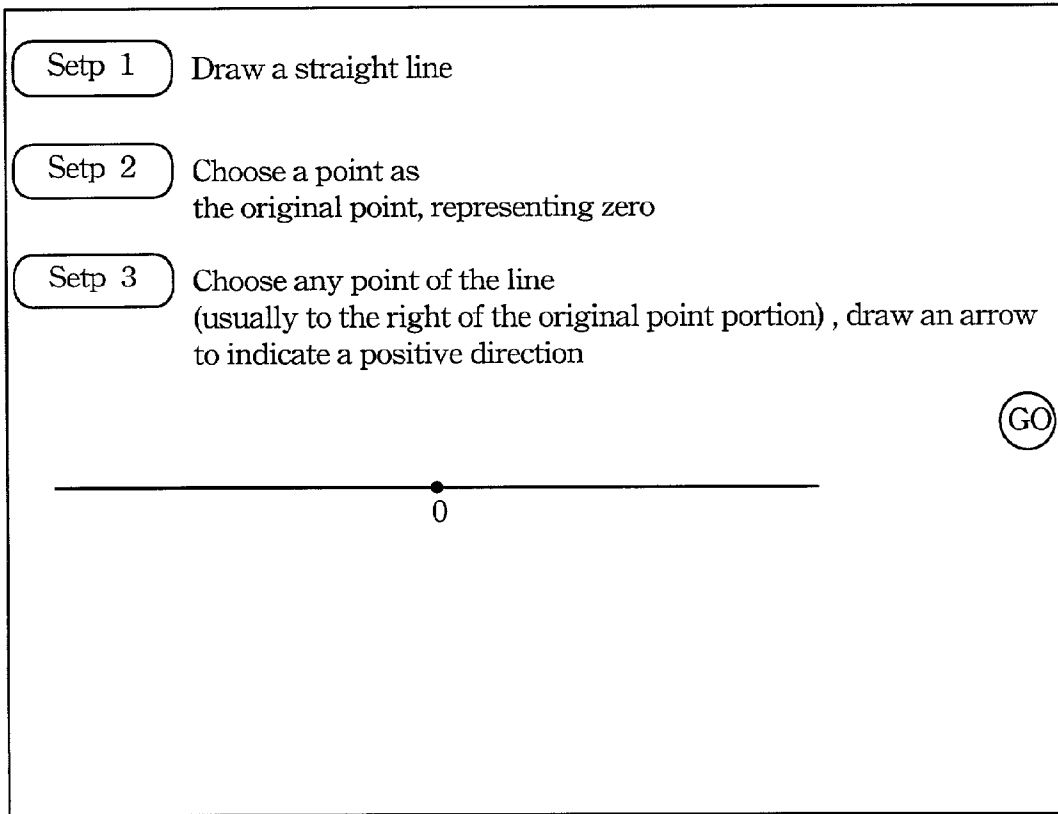 Setp 1 Draw a straight line
Setp 2 Choose a point as
the original point, representing zero
Setp 3 Choose any point of the line
(usually to the right of the original point portion) , draw an arrow
to indicate a positive direction
GO
0